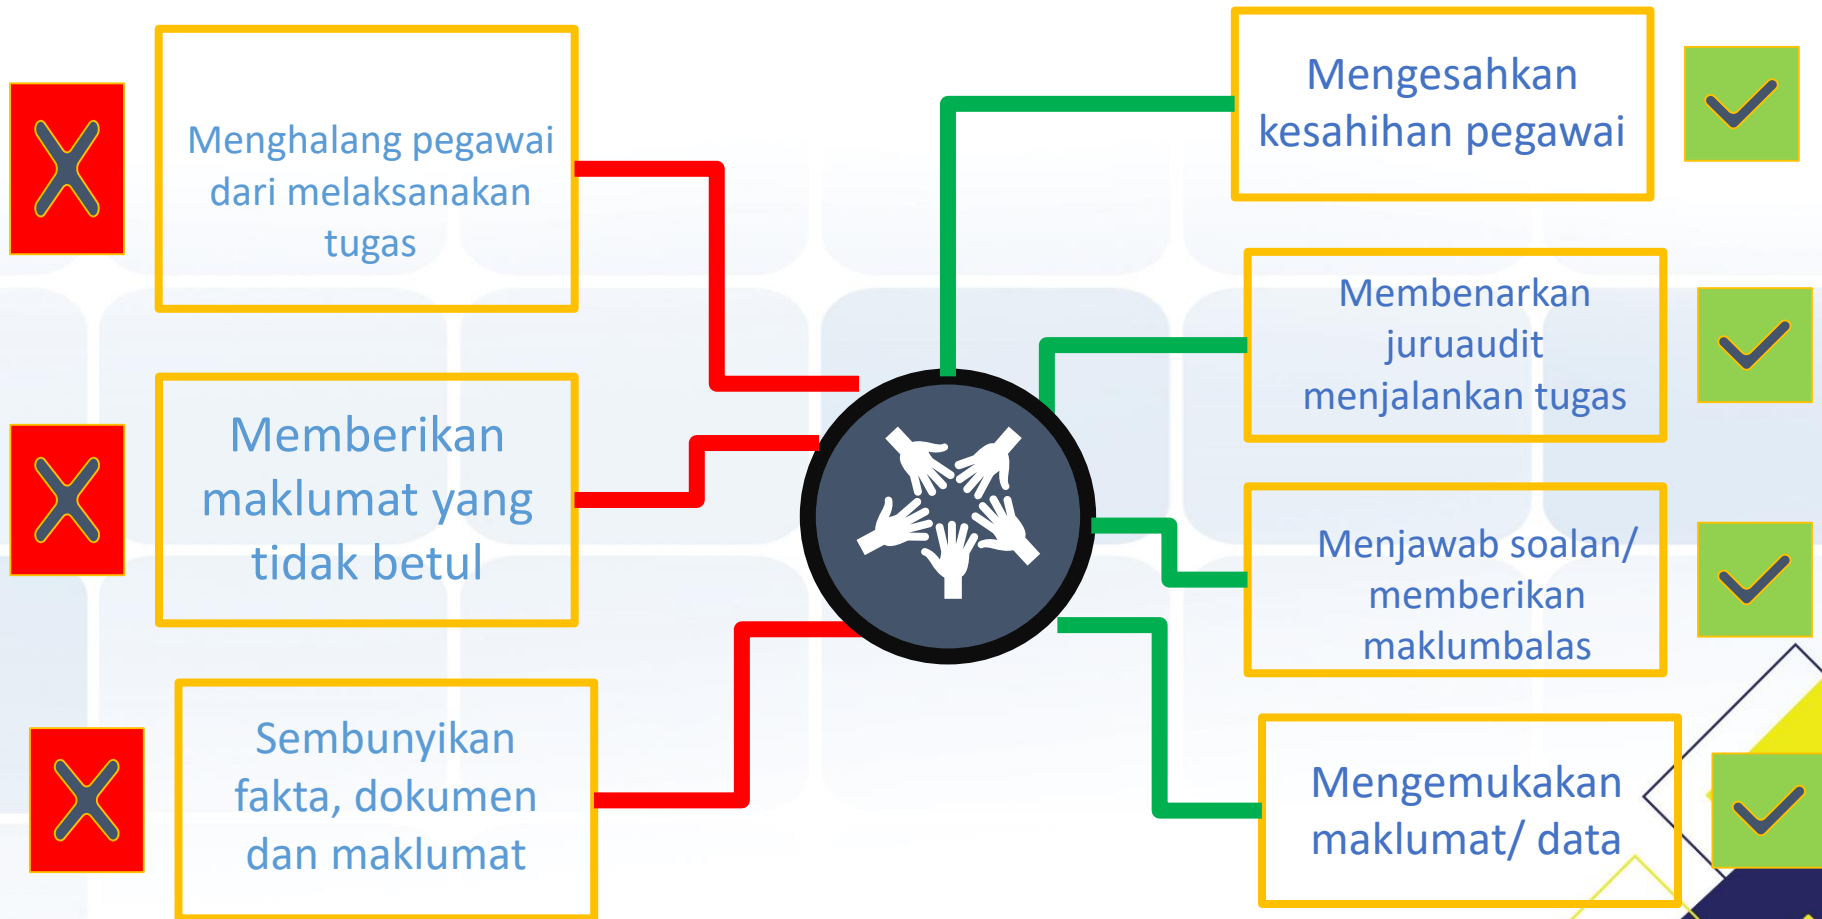 Menghalang pegawai
dari melaksanakan
tugas
Memberikan
maklumat yang
tidak betul
Sembunyikan
fakta, dokumen
dan maklumat
Mengesahkan
kesahihan pegawai
Membenarkan
juruaudit
menjalankan tugas
Menjawab soalan/
memberikan
maklumbalas
Mengemukakan
maklumat/ data